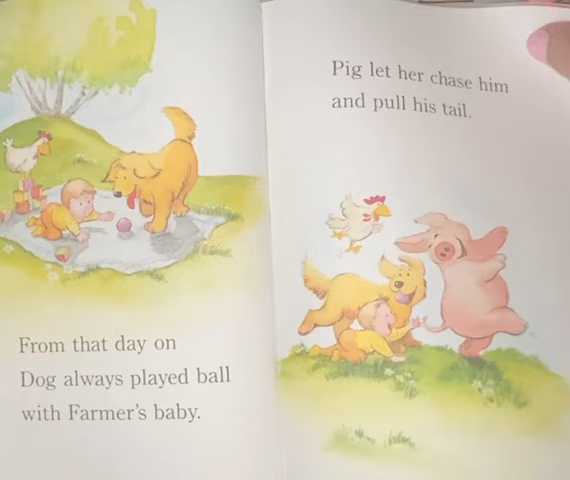 From that day on
Dog always played ball
with Farmer's baby.
Pig let her chase him
and pull his tail.